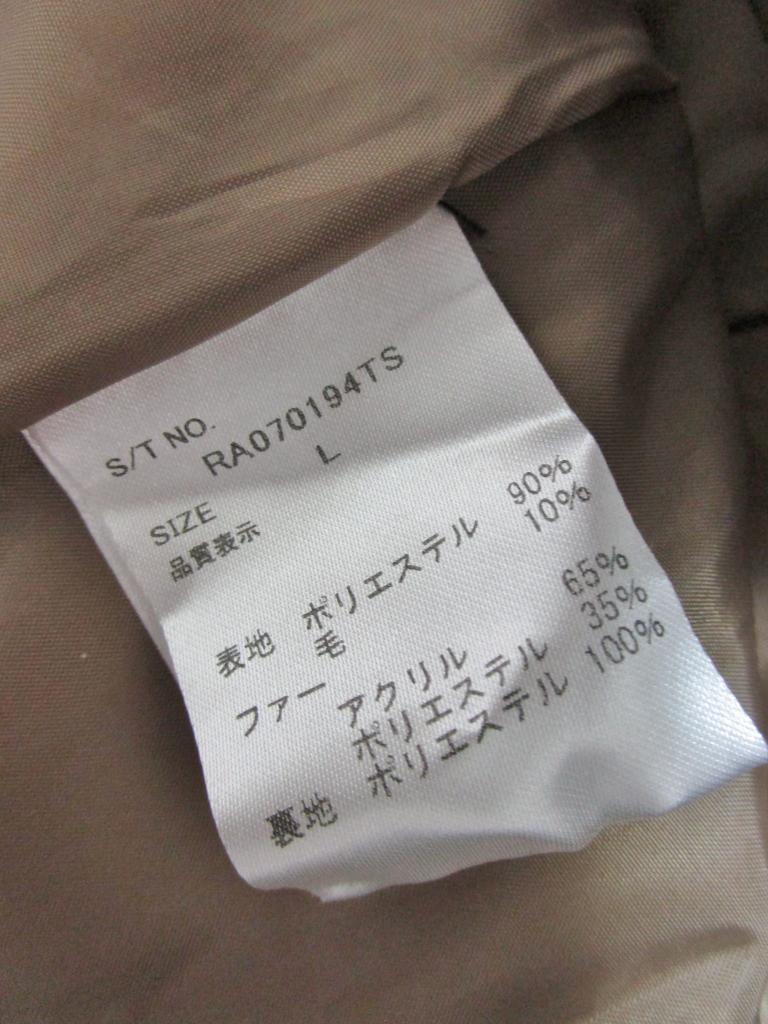 S/T NO.
RA070194TS
SIZE L
品質表示
表地 ポリエステル 90%
毛 10%
ファー アクリル 65%
ポリエステル 35%
裏地 ポリエステル 100%